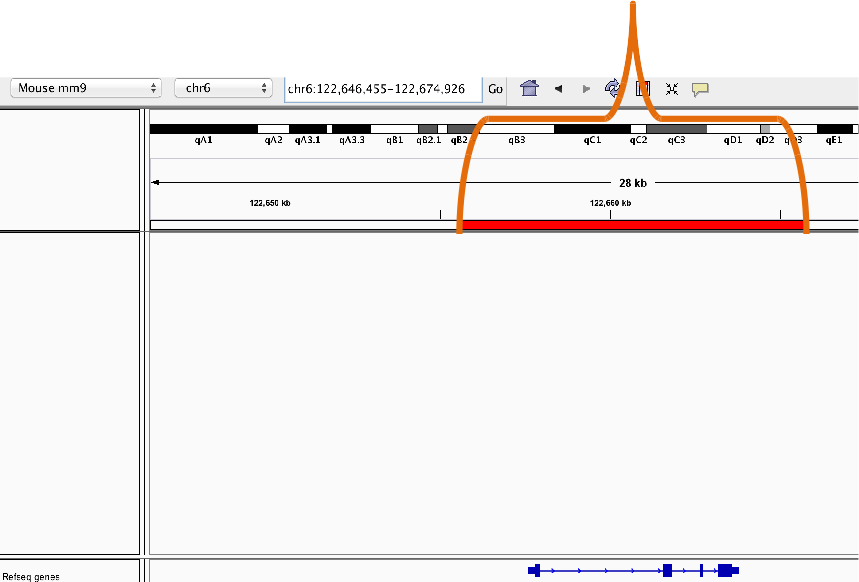 Mouse mm9 chr6 chr6:122,646,455-122,674,926 Go
qA1 qA2 qA3.1 qA3.3 qB1 qB2.1 qB2 qB3 qC1 qC2 qC3 qD1 qD2 qD3 qE1
28 kb
122,650 kb 122,660 kb
Refseq genes